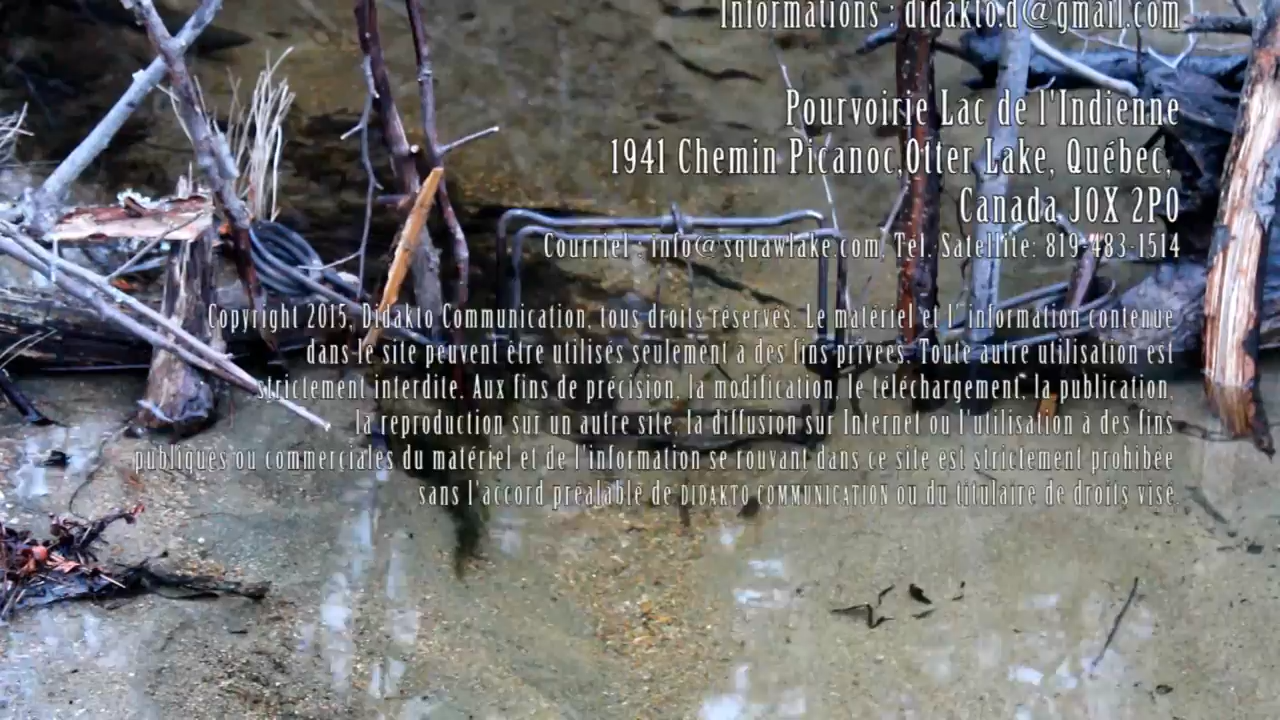 Informations : didakto.d@gmail.com
Pourvoirie Lac de l'Indienne
1941 Chemin Picanoc,Otter Lake, Québec,
Canada J0X 2P0
Courriel : info@squawlake.com, Tel. Satellite: 819-483-1514
Copyright 2015, Didakto Communication, tous droits réservés. Le matériel et l'information contenue
dans le site peuvent être utilisés seulement à des fins privées. Toute autre utilisation est
strictement interdite. Aux fins de précision, la modification, le téléchargement, la publication,
la reproduction sur un autre site, la diffusion sur Internet ou l'utilisation à des fins
publiques ou commerciales du matériel et de l'information se rouvant dans ce site est strictement prohibée
sans l'accord préalable de DIDAKTO COMMUNICATION ou du titulaire de droits visé.